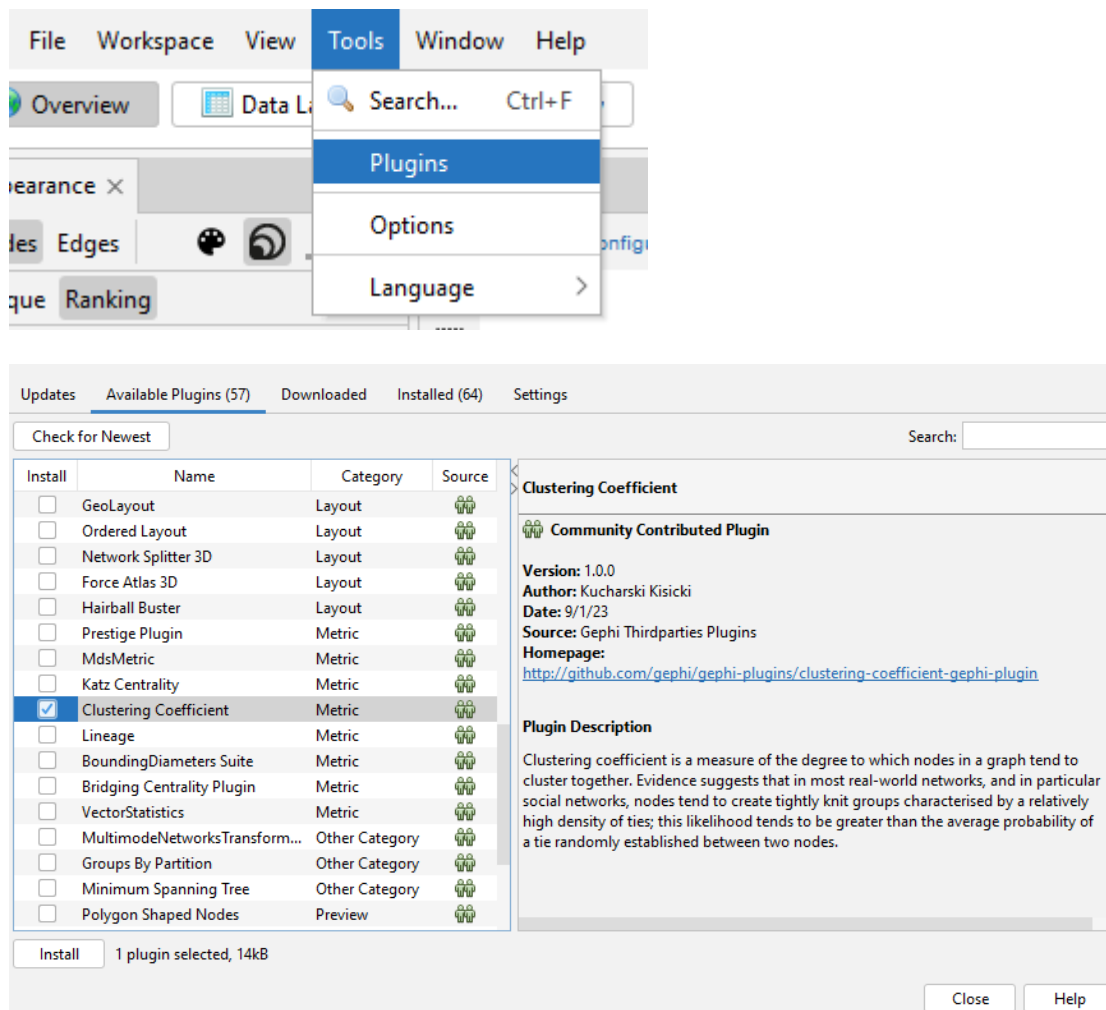 File Workspace View Tools Window Help
Overview Data La Search... Ctrl+F
Plugins
pearance
des Edges Options onfigu
que Ranking Language
Updates Available Plugins (57) Downloaded Installed (64) Settings
Check for Newest Search:
Install Name Category Source
GeoLayout Layout
Ordered Layout Layout
Network Splitter 3D Layout
Force Atlas 3D Layout
Hairball Buster Layout
Prestige Plugin Metric
MdsMetric Metric
Katz Centrality Metric
Clustering Coefficient Metric
Lineage Metric
BoundingDiameters Suite Metric
Bridging Centrality Plugin Metric
VectorStatistics Metric
MultimodeNetworksTransform... Other Category
Groups By Partition Other Category
Minimum Spanning Tree Other Category
Polygon Shaped Nodes Preview
Clustering Coefficient
Community Contributed Plugin
Version: 1.0.0
Author: Kucharski Kisicki
Date: 9/1/23
Source: Gephi Thirdparties Plugins
Homepage:
http://github.com/gephi/gephi-plugins/clustering-coefficient-gephi-plugin
Plugin Description
Clustering coefficient is a measure of the degree to which nodes in a graph tend to
cluster together. Evidence suggests that in most real-world networks, and in particular
social networks, nodes tend to create tightly knit groups characterised by a relatively
high density of ties; this likelihood tends to be greater than the average probability of
a tie randomly established between two nodes.
Install 1 plugin selected, 14kB
Close Help